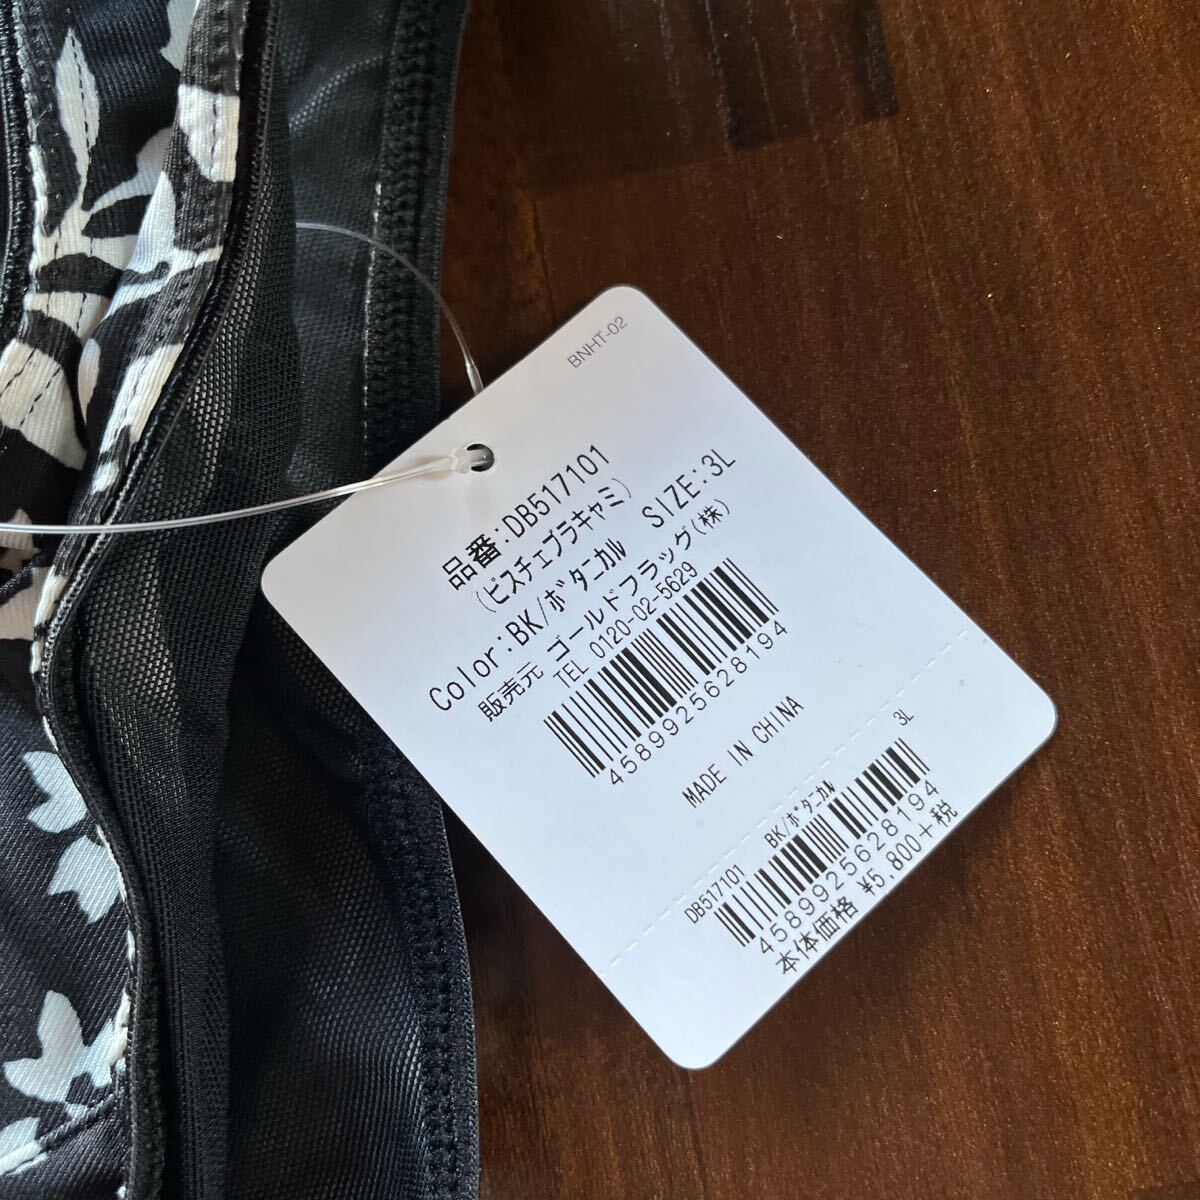 BNHT-02
品番:DB517101
(ビスチェブラキャミ)
Color:BK/ﾎﾞﾀﾆｶﾙ SIZE:3L
販売元 ゴールドフラッグ(株)
TEL 0120-02-5629
4589925628194
MADE IN CHINA
DB517101 BK/ﾎﾞﾀﾆｶﾙ 3L
4589925628194
本体価格 ¥5,800+税